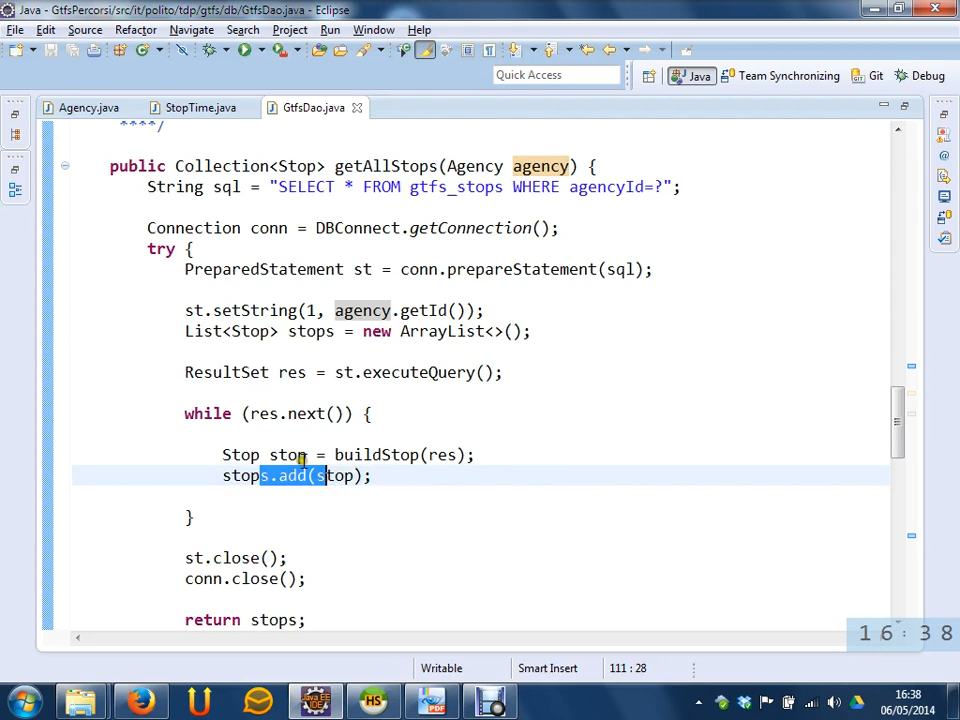 Java - GtfsPercorsi/src/it/polito/tdp/gtfs/db/GtfsDao.java - Eclipse
File Edit Source Refactor Navigate Search Project Run Window Help
Quick Access
Java Team Synchronizing Git Debug
Agency.java StopTime.java GtfsDao.java
****/
public Collection<Stop> getAllStops(Agency agency) {
String sql = "SELECT * FROM gtfs_stops WHERE agencyId=?";
Connection conn = DBConnect.getConnection();
try {
PreparedStatement st = conn.prepareStatement(sql);
st.setString(1, agency.getId());
List<Stop> stops = new ArrayList<>();
ResultSet res = st.executeQuery();
while (res.next()) {
Stop stop = buildStop(res);
stops.add(stop);
}
st.close();
conn.close();
return stops;
16:38
Writable Smart Insert 111 : 28
Java EE
IDE
HS
PDF
16:38
06/05/2014